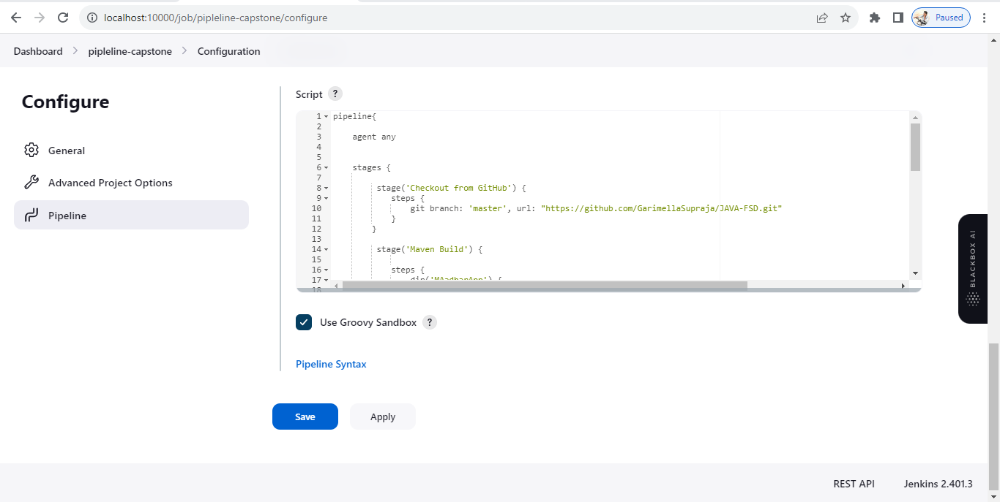 localhost:10000/job/pipleline-capstone/configure
Paused
Dashboard > pipleline-capstone > Configuration
Configure
General
Advanced Project Options
Pipeline
Script ?
1 pipeline{
2
3 agent any
4
5
6 stages {
7
8 stage('Checkout from GitHub') {
9 steps {
10 git branch: 'master', url: "https://github.com/GarimellaSupraja/JAVA-FSD.git"
11 }
12 }
13
14 stage('Maven Build') {
15
16 steps {
17 dir('MAadharApp') {
18
Use Groovy Sandbox ?
Pipeline Syntax
Save Apply
BLACKBOX AI
REST API Jenkins 2.401.3